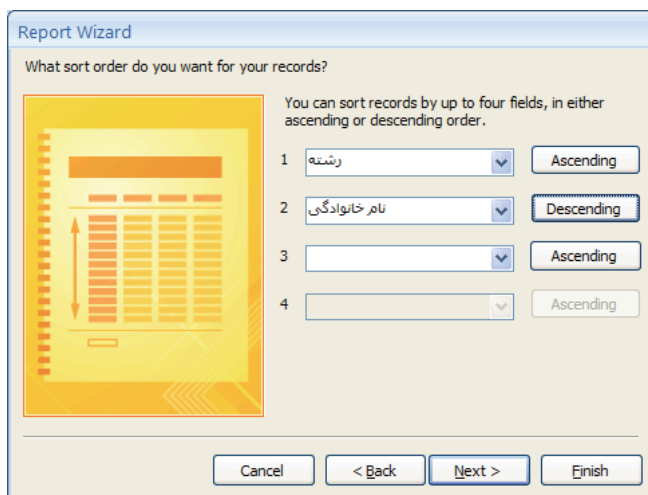 Report Wizard
What sort order do you want for your records?
You can sort records by up to four fields, in either
ascending or descending order.
1 رشته Ascending
2 نام خانوادگی Descending
3 Ascending
4 Ascending
Cancel < Back Next > Finish